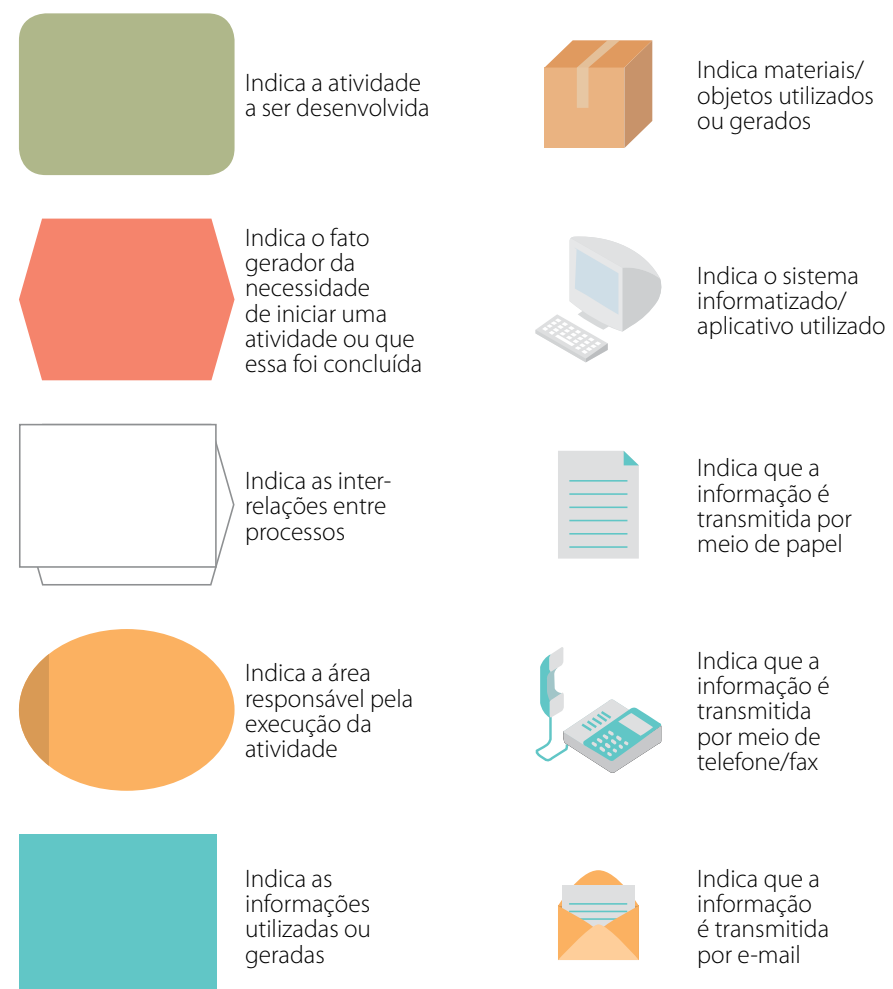 Indica a atividade
a ser desenvolvida
Indica o fato
gerador da
necessidade
de iniciar uma
atividade ou que
essa foi concluída
Indica as inter-
relações entre
processos
Indica a área
responsável pela
execução da
atividade
Indica as
informações
utilizadas ou
geradas
Indica materiais/
objetos utilizados
ou gerados
Indica o sistema
informatizado/
aplicativo utilizado
Indica que a
informação é
transmitida por
meio de papel
Indica que a
informação é
transmitida
por meio de
telefone/fax
Indica que a
informação
é transmitida
por e-mail